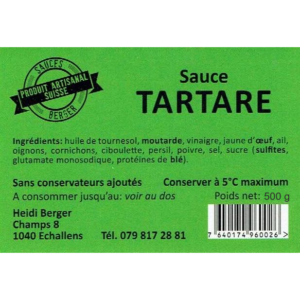 SAUCES
PRODUIT ARTISANAL
SUISSE
BERGER
Sauce
TARTARE
Ingrédients: huile de tournesol, moutarde, vinaigre, jaune d'œuf, ail,
oignons, cornichons, ciboulette, persil, poivre, sel, sucre (sulfites,
glutamate monosodique, protéines de blé).
Sans conservateurs ajoutés Conserver à 5°C maximum
A consommer jusqu'au: voir au dos Poids net: 500 g
Heidi Berger
Champs 8
1040 Echallens Tél. 079 817 28 81
7 640174 960026 >